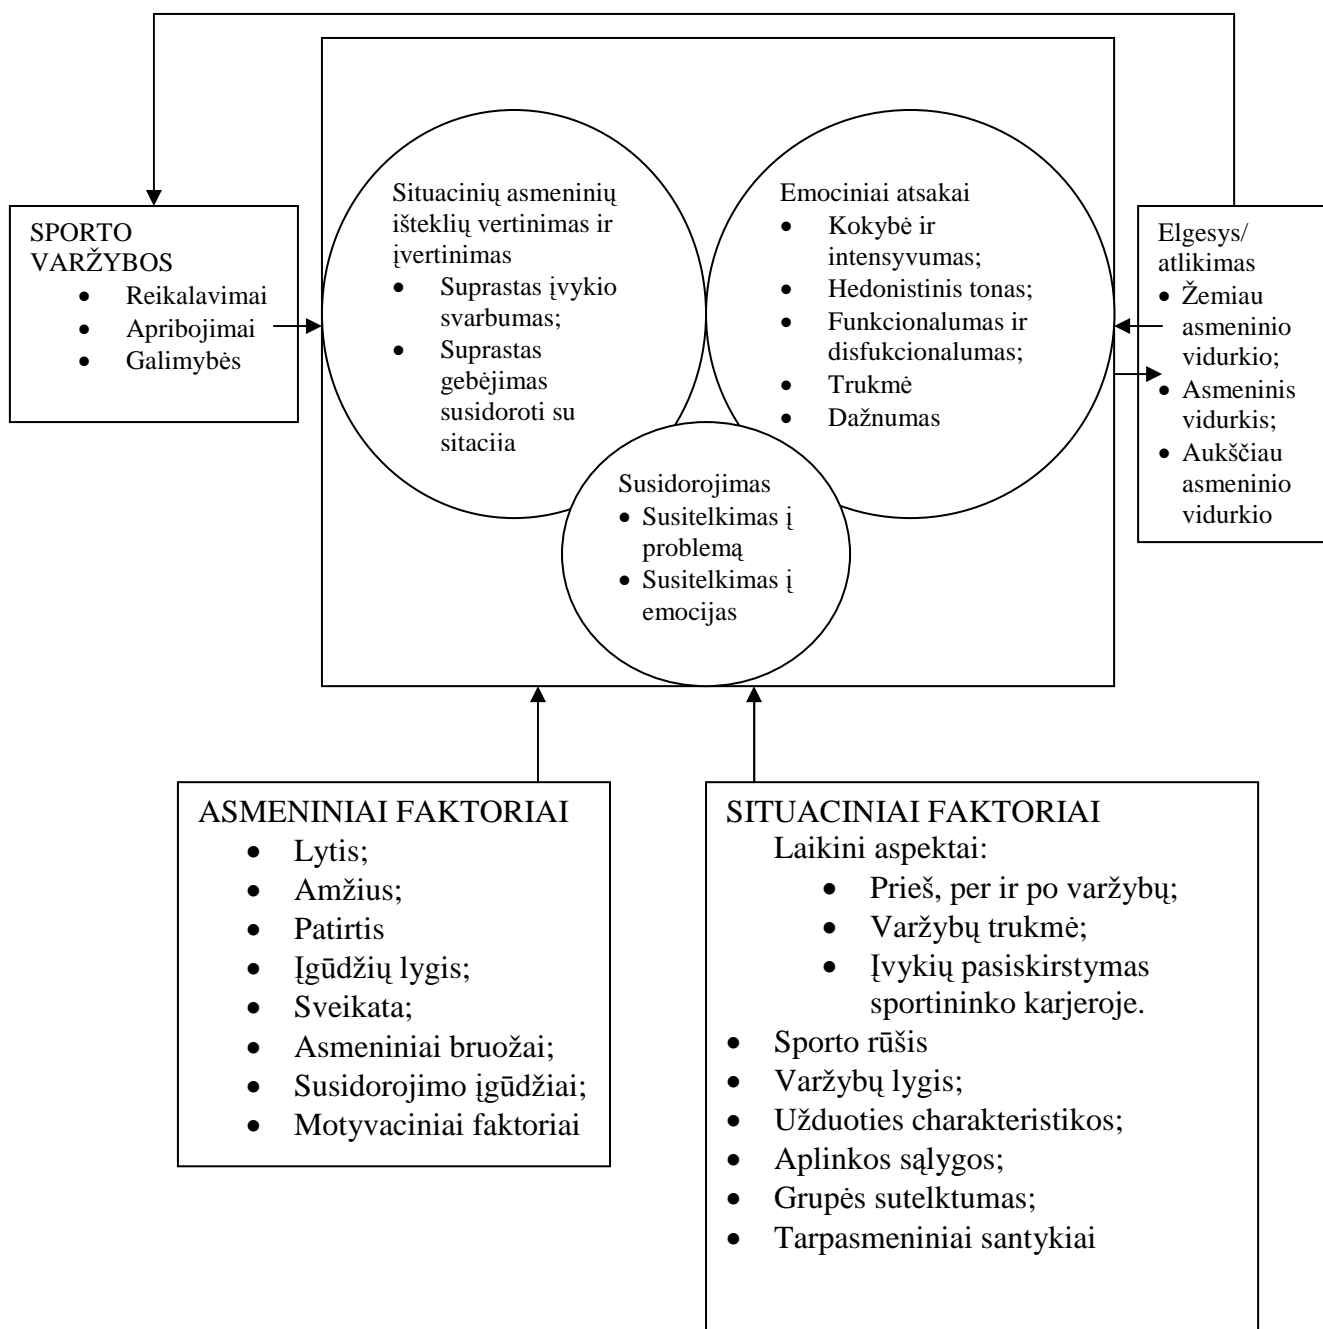 SPORTO
VARŽYBOS
• Reikalavimai
• Apribojimai
• Galimybės
Situacinių asmeninių
išteklių vertinimas ir
įvertinimas
• Suprastas įvykio
svarbumas;
• Suprastas
gebėjimas
susidoroti su
sitacija
Emociniai atsakai
• Kokybė ir
intensyvumas;
• Hedonistinis tonas;
• Funkcionalumas ir
disfukcionalumas;
• Trukmė
• Dažnumas
Susidorojimas
• Susitelkimas į
problemą
• Susitelkimas į
emocijas
Elgesys/
atlikimas
• Žemiau
asmeninio
vidurkio;
• Asmeninis
vidurkis;
• Aukščiau
asmeninio
vidurkio
ASMENINIAI FAKTORIAI
• Lytis;
• Amžius;
• Patirtis
• Įgūdžių lygis;
• Sveikata;
• Asmeniniai bruožai;
• Susidorojimo įgūdžiai;
• Motyvaciniai faktoriai
SITUACINIAI FAKTORIAI
Laikini aspektai:
• Prieš, per ir po varžybų;
• Varžybų trukmė;
• Įvykių pasiskirstymas
sportininko karjeroje.
• Sporto rūšis
• Varžybų lygis;
• Užduoties charakteristikos;
• Aplinkos sąlygos;
• Grupės sutelktumas;
• Tarpasmeniniai santykiai